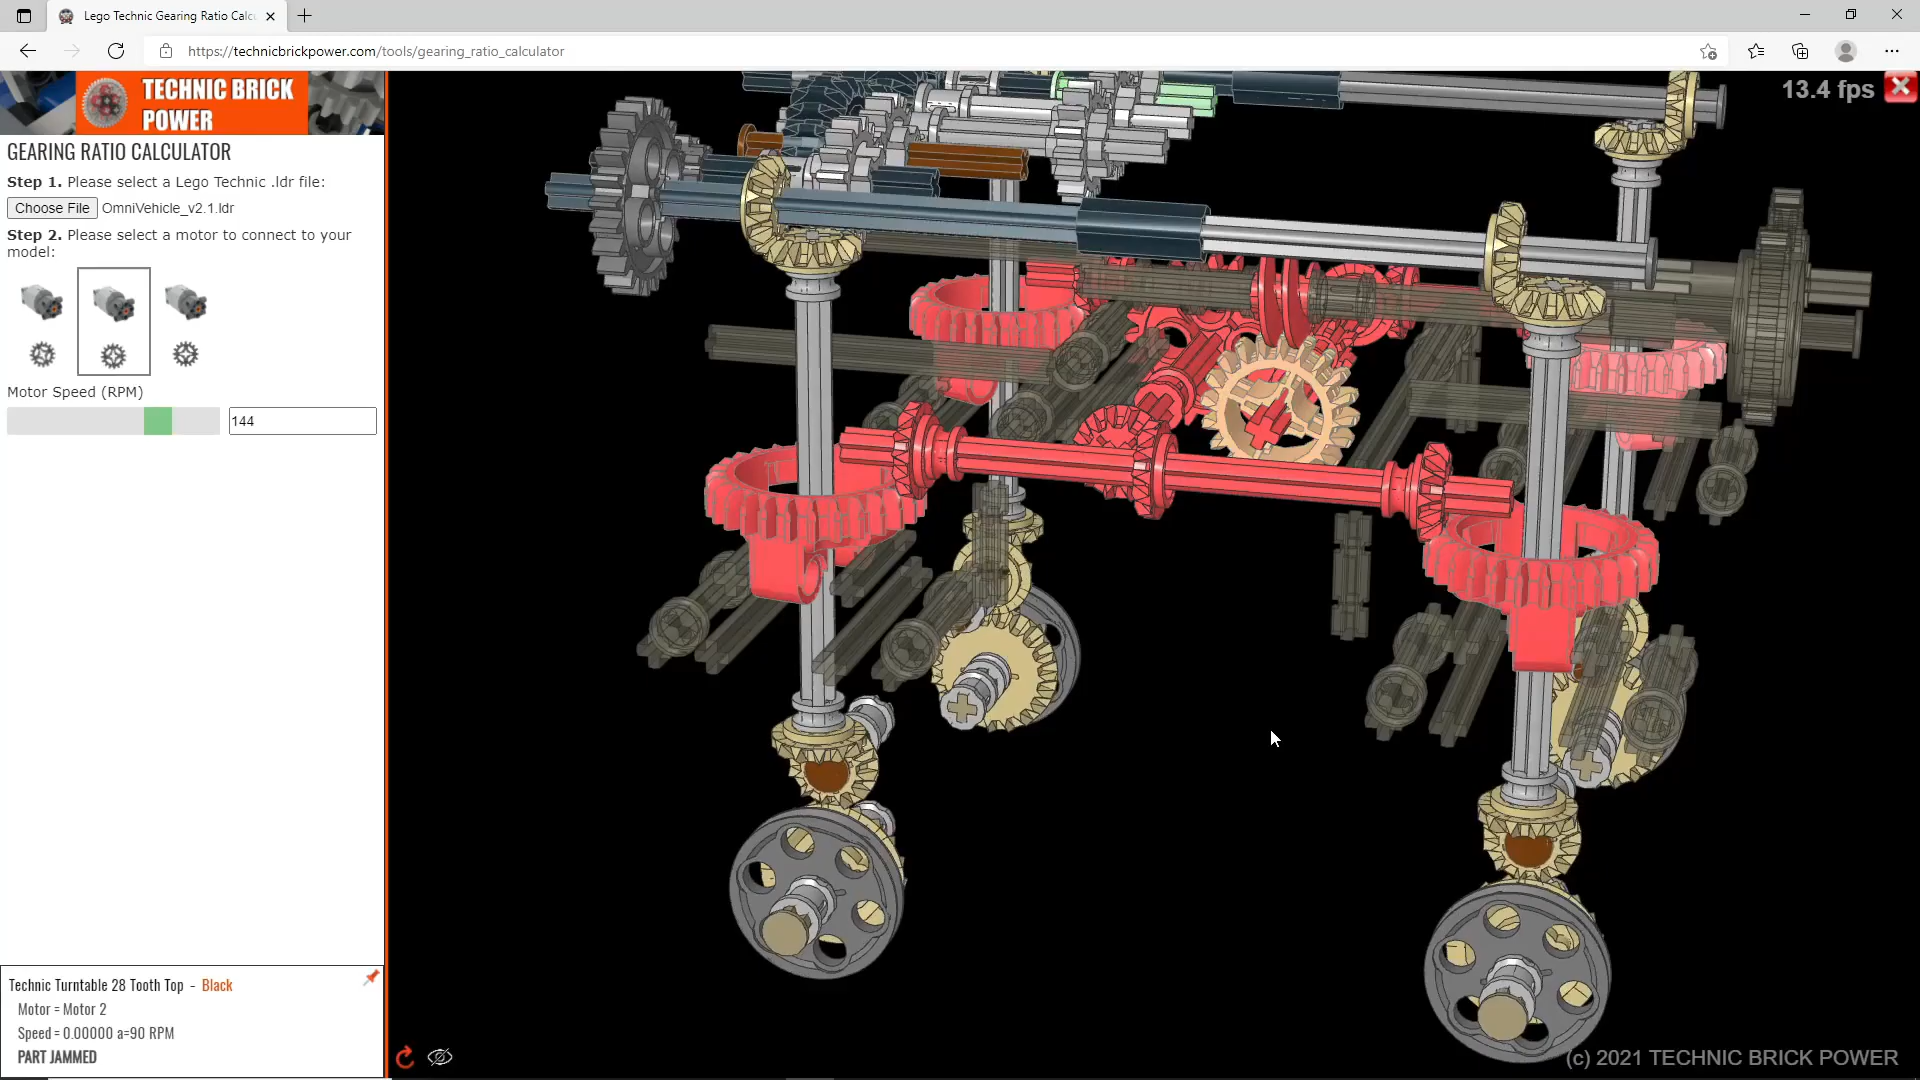 Lego Technic Gearing Ratio Calc
https://technicbrickpower.com/tools/gearing_ratio_calculator
TECHNIC BRICK
POWER
GEARING RATIO CALCULATOR
Step 1. Please select a Lego Technic .ldr file:
Choose File OmniVehicle_v2.1.ldr
Step 2. Please select a motor to connect to your
model:
Motor Speed (RPM)
144
Technic Turntable 28 Tooth Top - Black
Motor = Motor 2
Speed = 0.00000 a=90 RPM
PART JAMMED
13.4 fps
(c) 2021 TECHNIC BRICK POWER